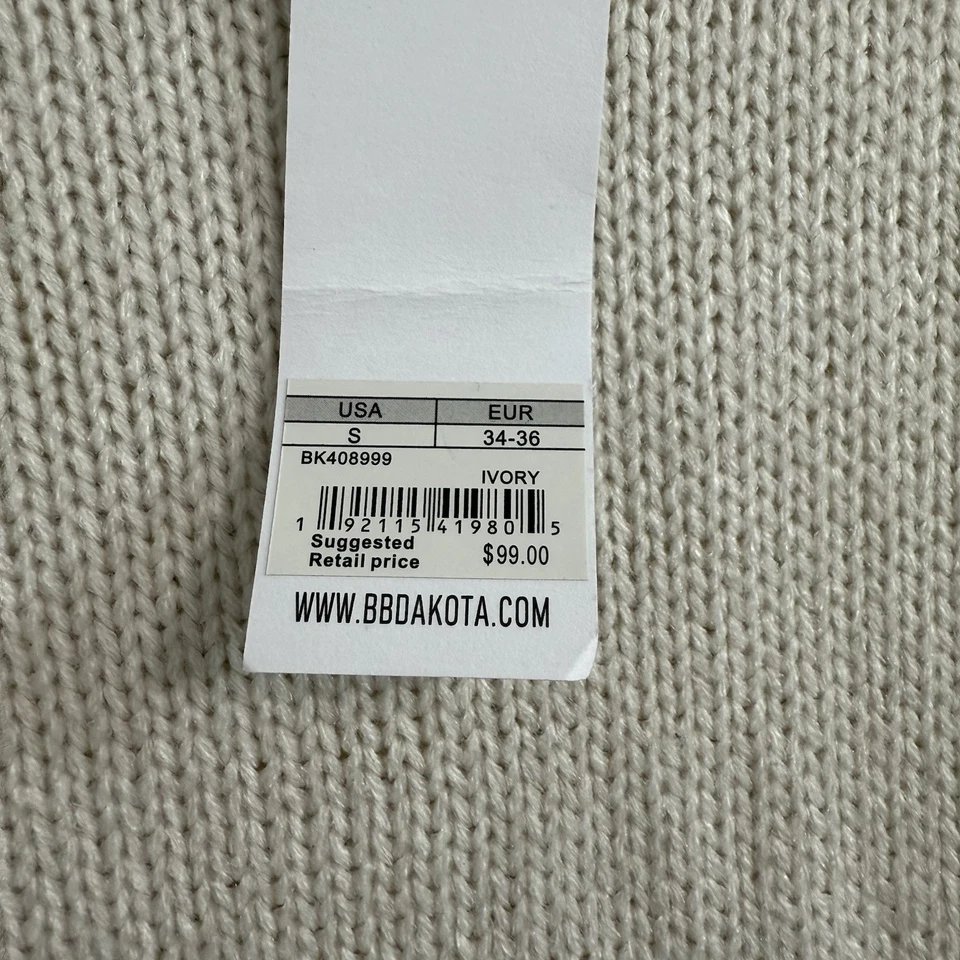 USA EUR
S 34-36
BK408999
IVORY
1 92115 41980 5
Suggested
Retail price $99.00
WWW.BBDAKOTA.COM